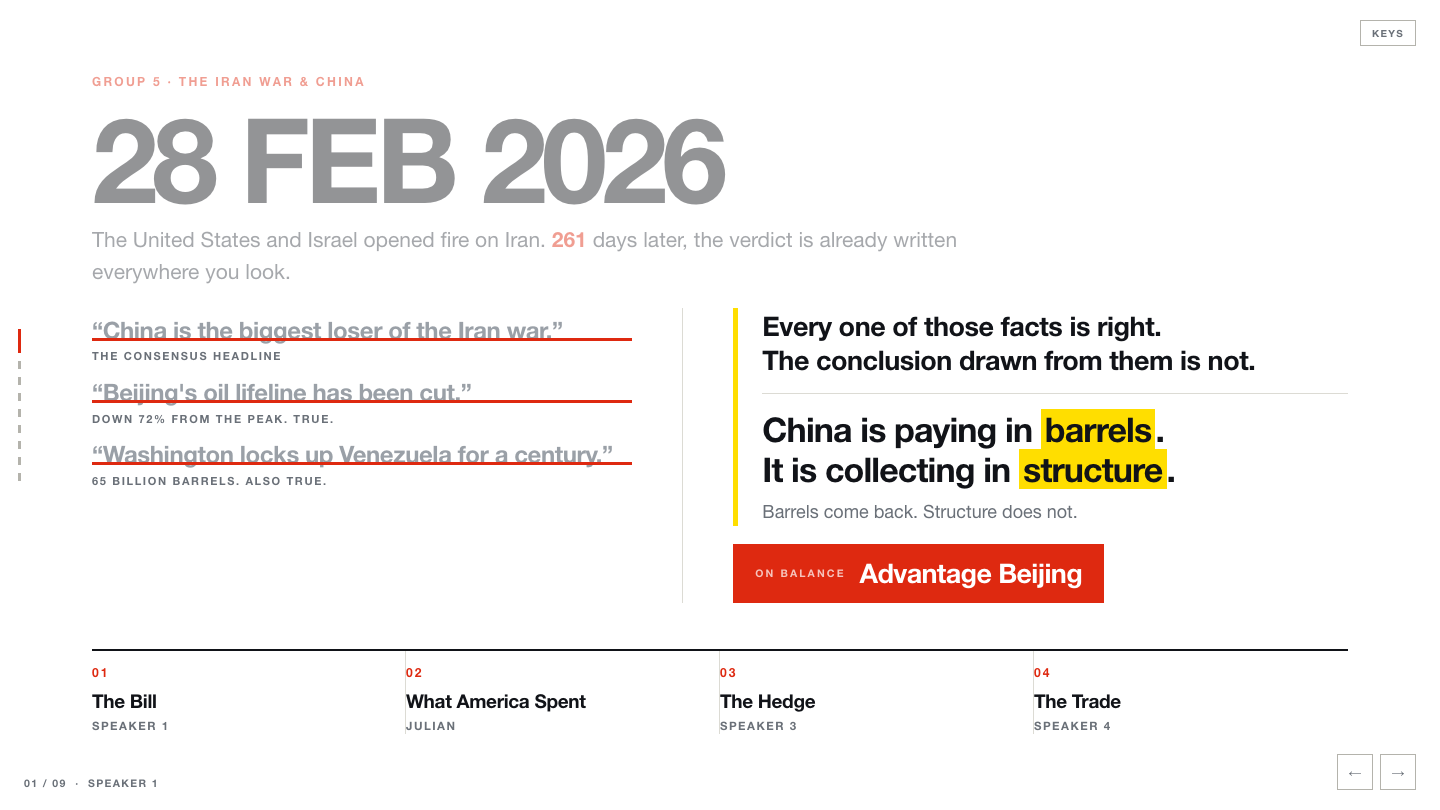 KEYS
GROUP 5 · THE IRAN WAR & CHINA
28 FEB 2026
The United States and Israel opened fire on Iran. 261 days later, the verdict is already written
everywhere you look.
“China is the biggest loser of the Iran war.”
THE CONSENSUS HEADLINE
“Beijing's oil lifeline has been cut.”
DOWN 72% FROM THE PEAK. TRUE.
“Washington locks up Venezuela for a century.”
65 BILLION BARRELS. ALSO TRUE.
Every one of those facts is right.
The conclusion drawn from them is not.
China is paying in barrels.
It is collecting in structure.
Barrels come back. Structure does not.
ON BALANCE Advantage Beijing
01
The Bill
SPEAKER 1
02
What America Spent
JULIAN
03
The Hedge
SPEAKER 3
04
The Trade
SPEAKER 4
01 / 09 · SPEAKER 1
← →